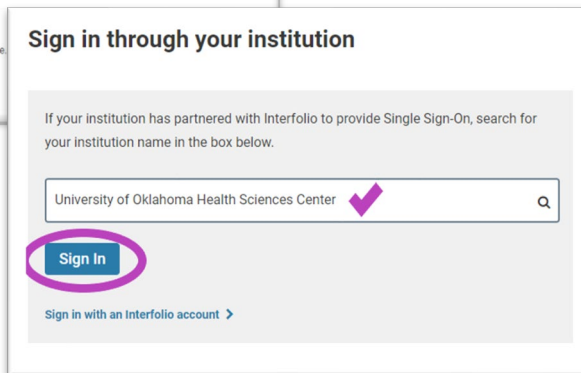 e.
Sign in through your institution
If your institution has partnered with Interfolio to provide Single Sign-On, search for
your institution name in the box below.
University of Oklahoma Health Sciences Center
Sign In
Sign in with an Interfolio account